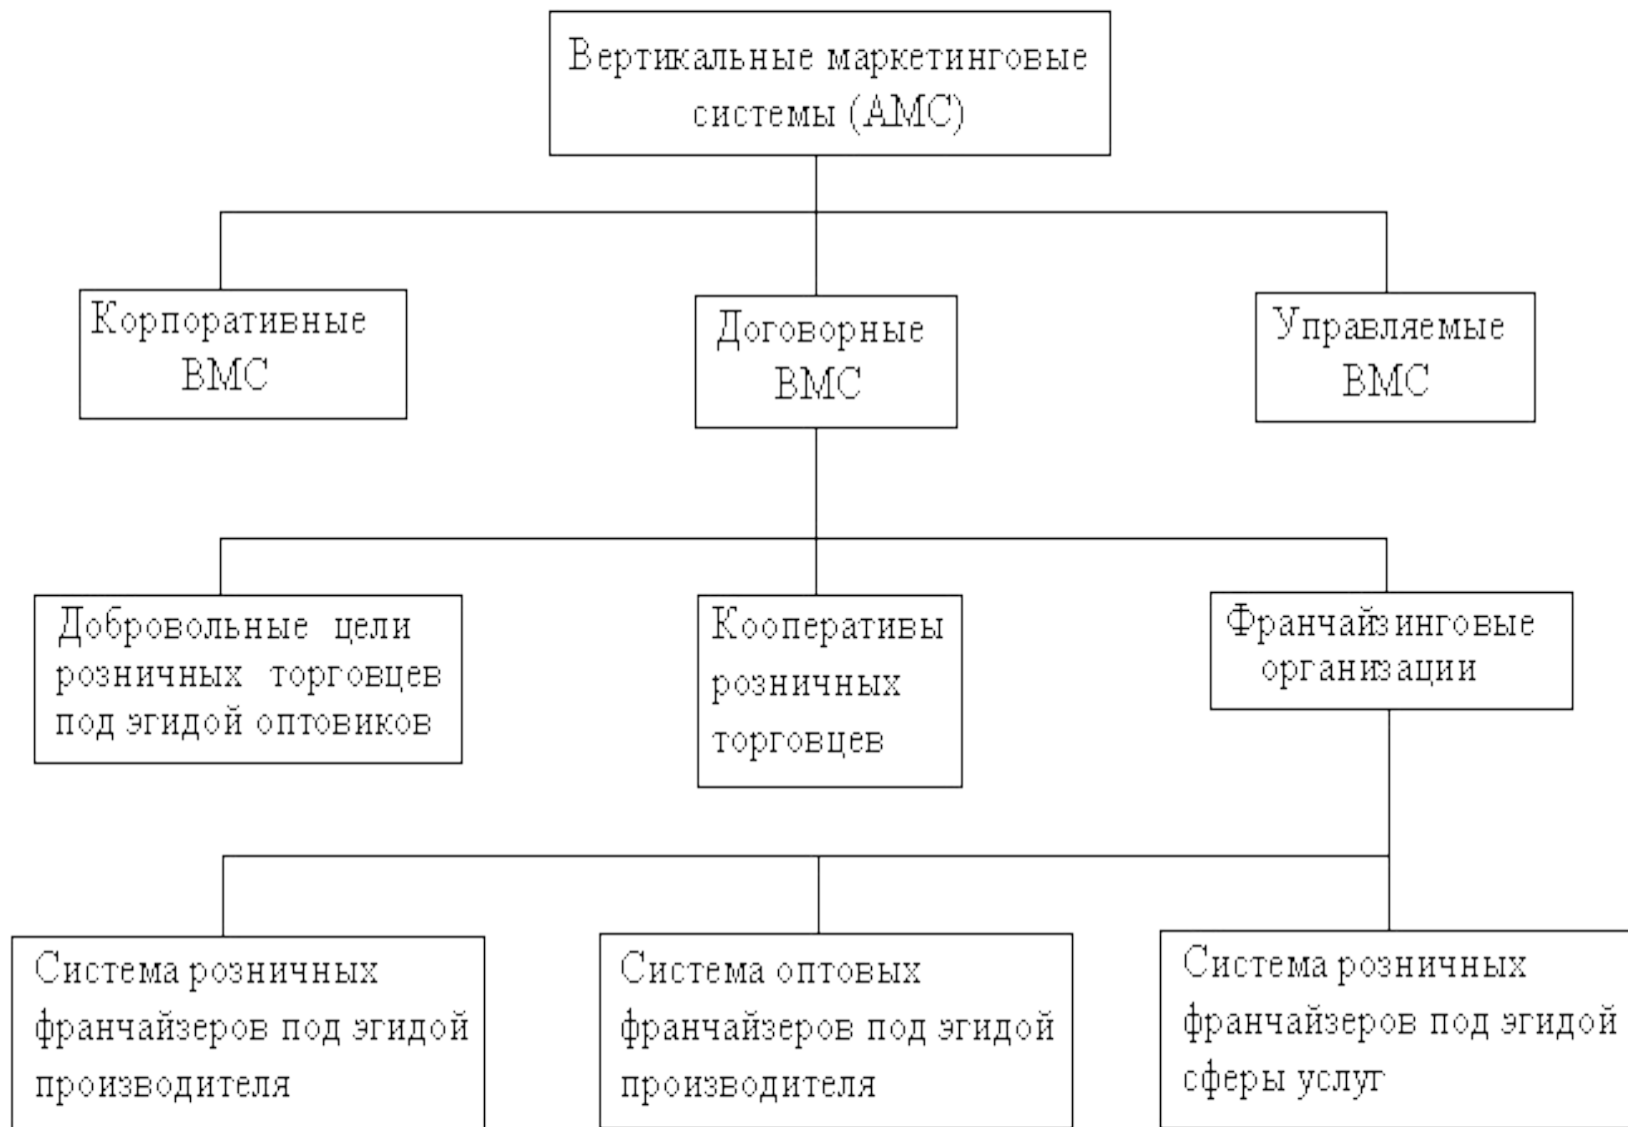 Вертикальные маркетинговые
системы (АМС)
Корпоративные
ВМС
Договорные
ВМС
Управляемые
ВМС
Добровольные цели
розничных торговцев
под эгидой оптовиков
Кооперативы
розничных
торговцев
Франчайзинговые
организации
Система розничных
франчайзеров под эгидой
производителя
Система оптовых
франчайзеров под эгидой
производителя
Система розничных
франчайзеров под эгидой
сферы услуг